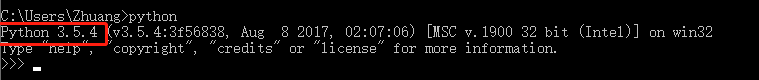 C:\Users\Zhuang>python
Python 3.5.4 (v3.5.4:3f56838, Aug  8 2017, 02:07:06) [MSC v.1900 32 bit (Intel)] on win32
Type "help", "copyright", "credits" or "license" for more information.
>>>